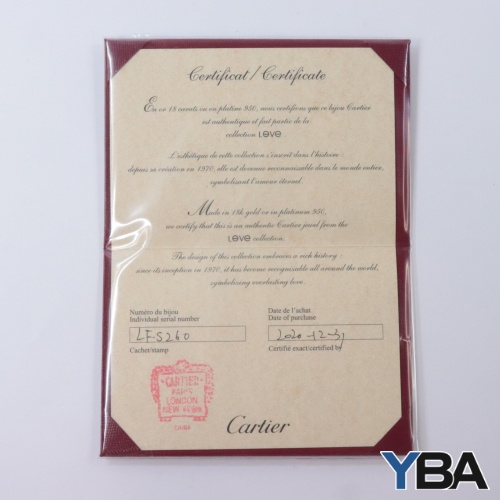 Certificat / Certificate
En or 18 carats ou en platine 950, nous certifions que ce bijou Cartier
est authentique et fait partie de la
collection LOVE
L'esthétique de cette collection s'inscrit dans l'histoire :
depuis sa création en 1970, elle est devenue reconnaissable dans le monde entier,
symbolisant l'amour éternel.
Made in 18k gold or in platinum 950,
we certify that this is an authentic Cartier jewel from the
LOVE collection.
The design of this collection embraces a rich history :
since its inception in 1970, it has become recognisable all around the world,
symbolising everlasting love.
Numéro du bijou
Individual serial number
LFS260
Cachet/stamp
Date de l'achat
Date of purchase
2020-12-31
Certifié exact/certified by
CARTIER
PARIS
LONDON
NEW YORK
CHINA
Cartier
YBA